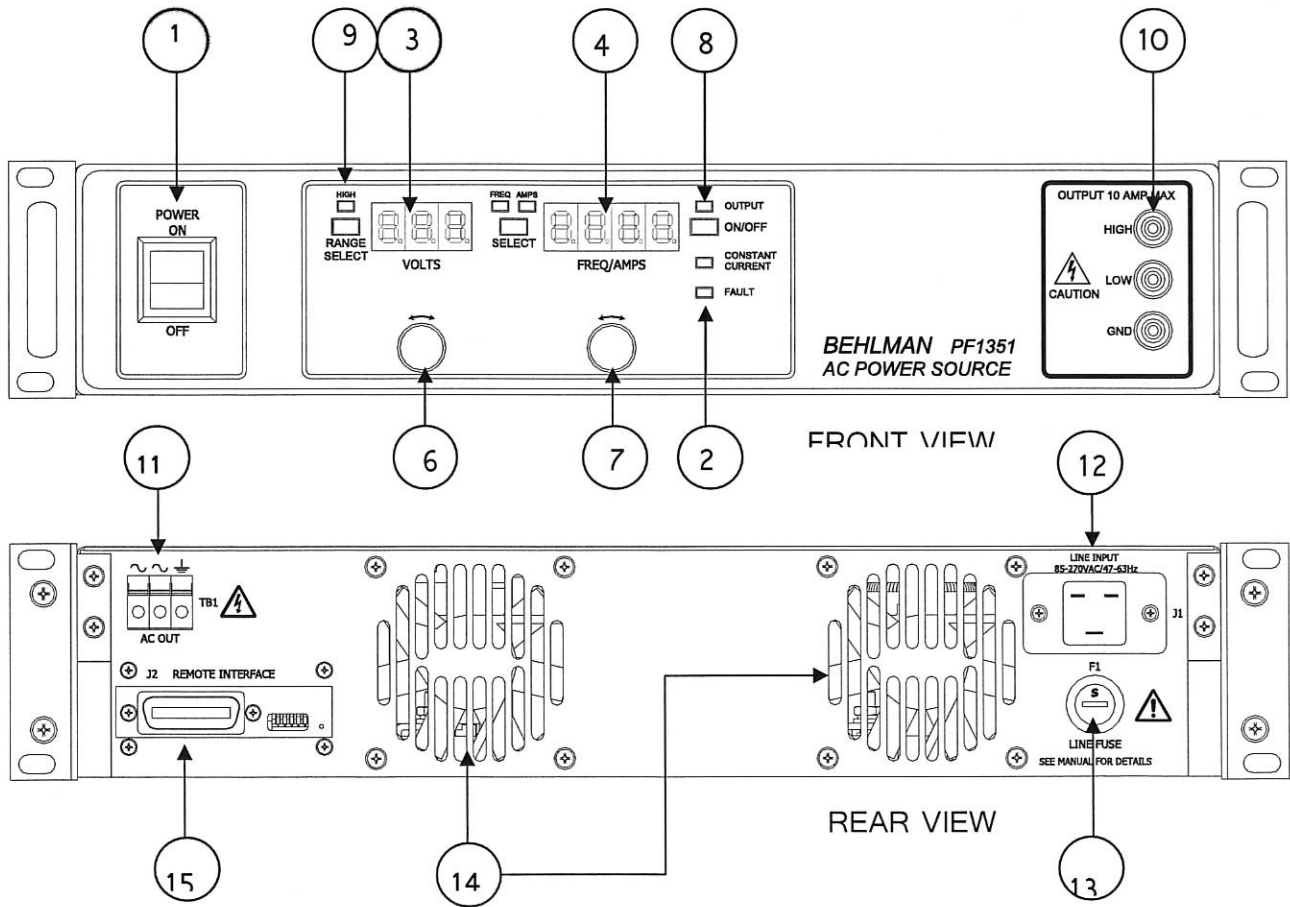 1
9
3
4
8
10
POWER
ON
OFF
HIGH
RANGE
SELECT
VOLTS
FREQ AMPS
SELECT
FREQ/AMPS
OUTPUT
ON/OFF
CONSTANT
CURRENT
FAULT
OUTPUT 10 AMP MAX
HIGH
LOW
GND
CAUTION
BEHLMAN PF1351
AC POWER SOURCE
6
7
2
FRONT VIEW
11
12
TB1
AC OUT
J2 REMOTE INTERFACE
LINE INPUT
85-270VAC/47-63Hz
J1
F1
S
LINE FUSE
SEE MANUAL FOR DETAILS
REAR VIEW
15
14
13